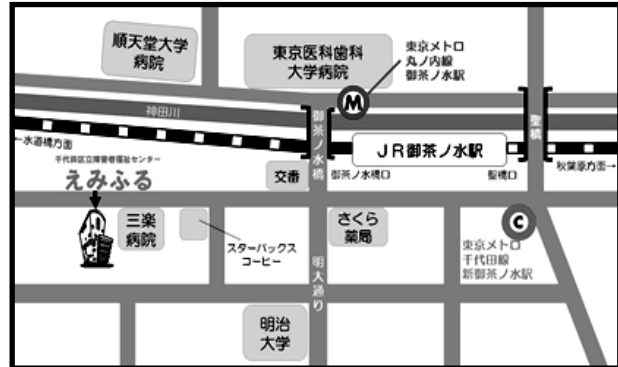 順天堂大学
病院
東京医科歯科
大学病院
東京メトロ
丸ノ内線
御茶ノ水駅
M
神田川
御茶ノ水橋
聖橋
←水道橋方面
JR御茶ノ水駅
秋葉原方面→
千代田区立障害者福祉センター
えみふる
交番
御茶ノ水橋口
聖橋口
三楽
病院
スターバックス
コーヒー
さくら
薬局
C
東京メトロ
千代田線
新御茶ノ水駅
明大通り
明治
大学